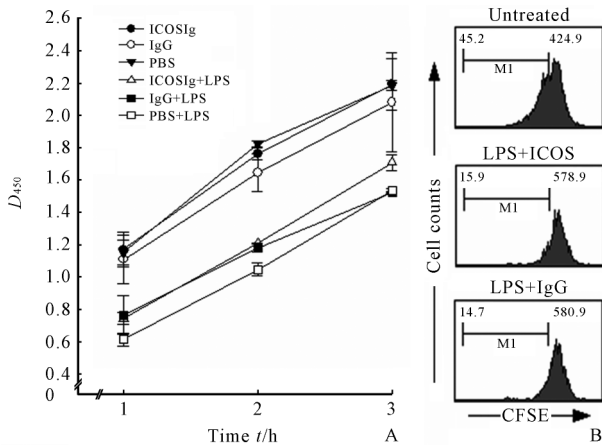 2.6
2.4
2.2
2.0
1.8
1.6
1.4
1.2
1.0
0.8
0.6
0.4
0
D450
ICOSIg
IgG
PBS
ICOSIg+LPS
IgG+LPS
PBS+LPS
1 2 3
Time t/h
A
Cell counts
Untreated
45.2 424.9
M1
LPS+ICOS
15.9 578.9
M1
LPS+IgG
14.7 580.9
M1
CFSE
B